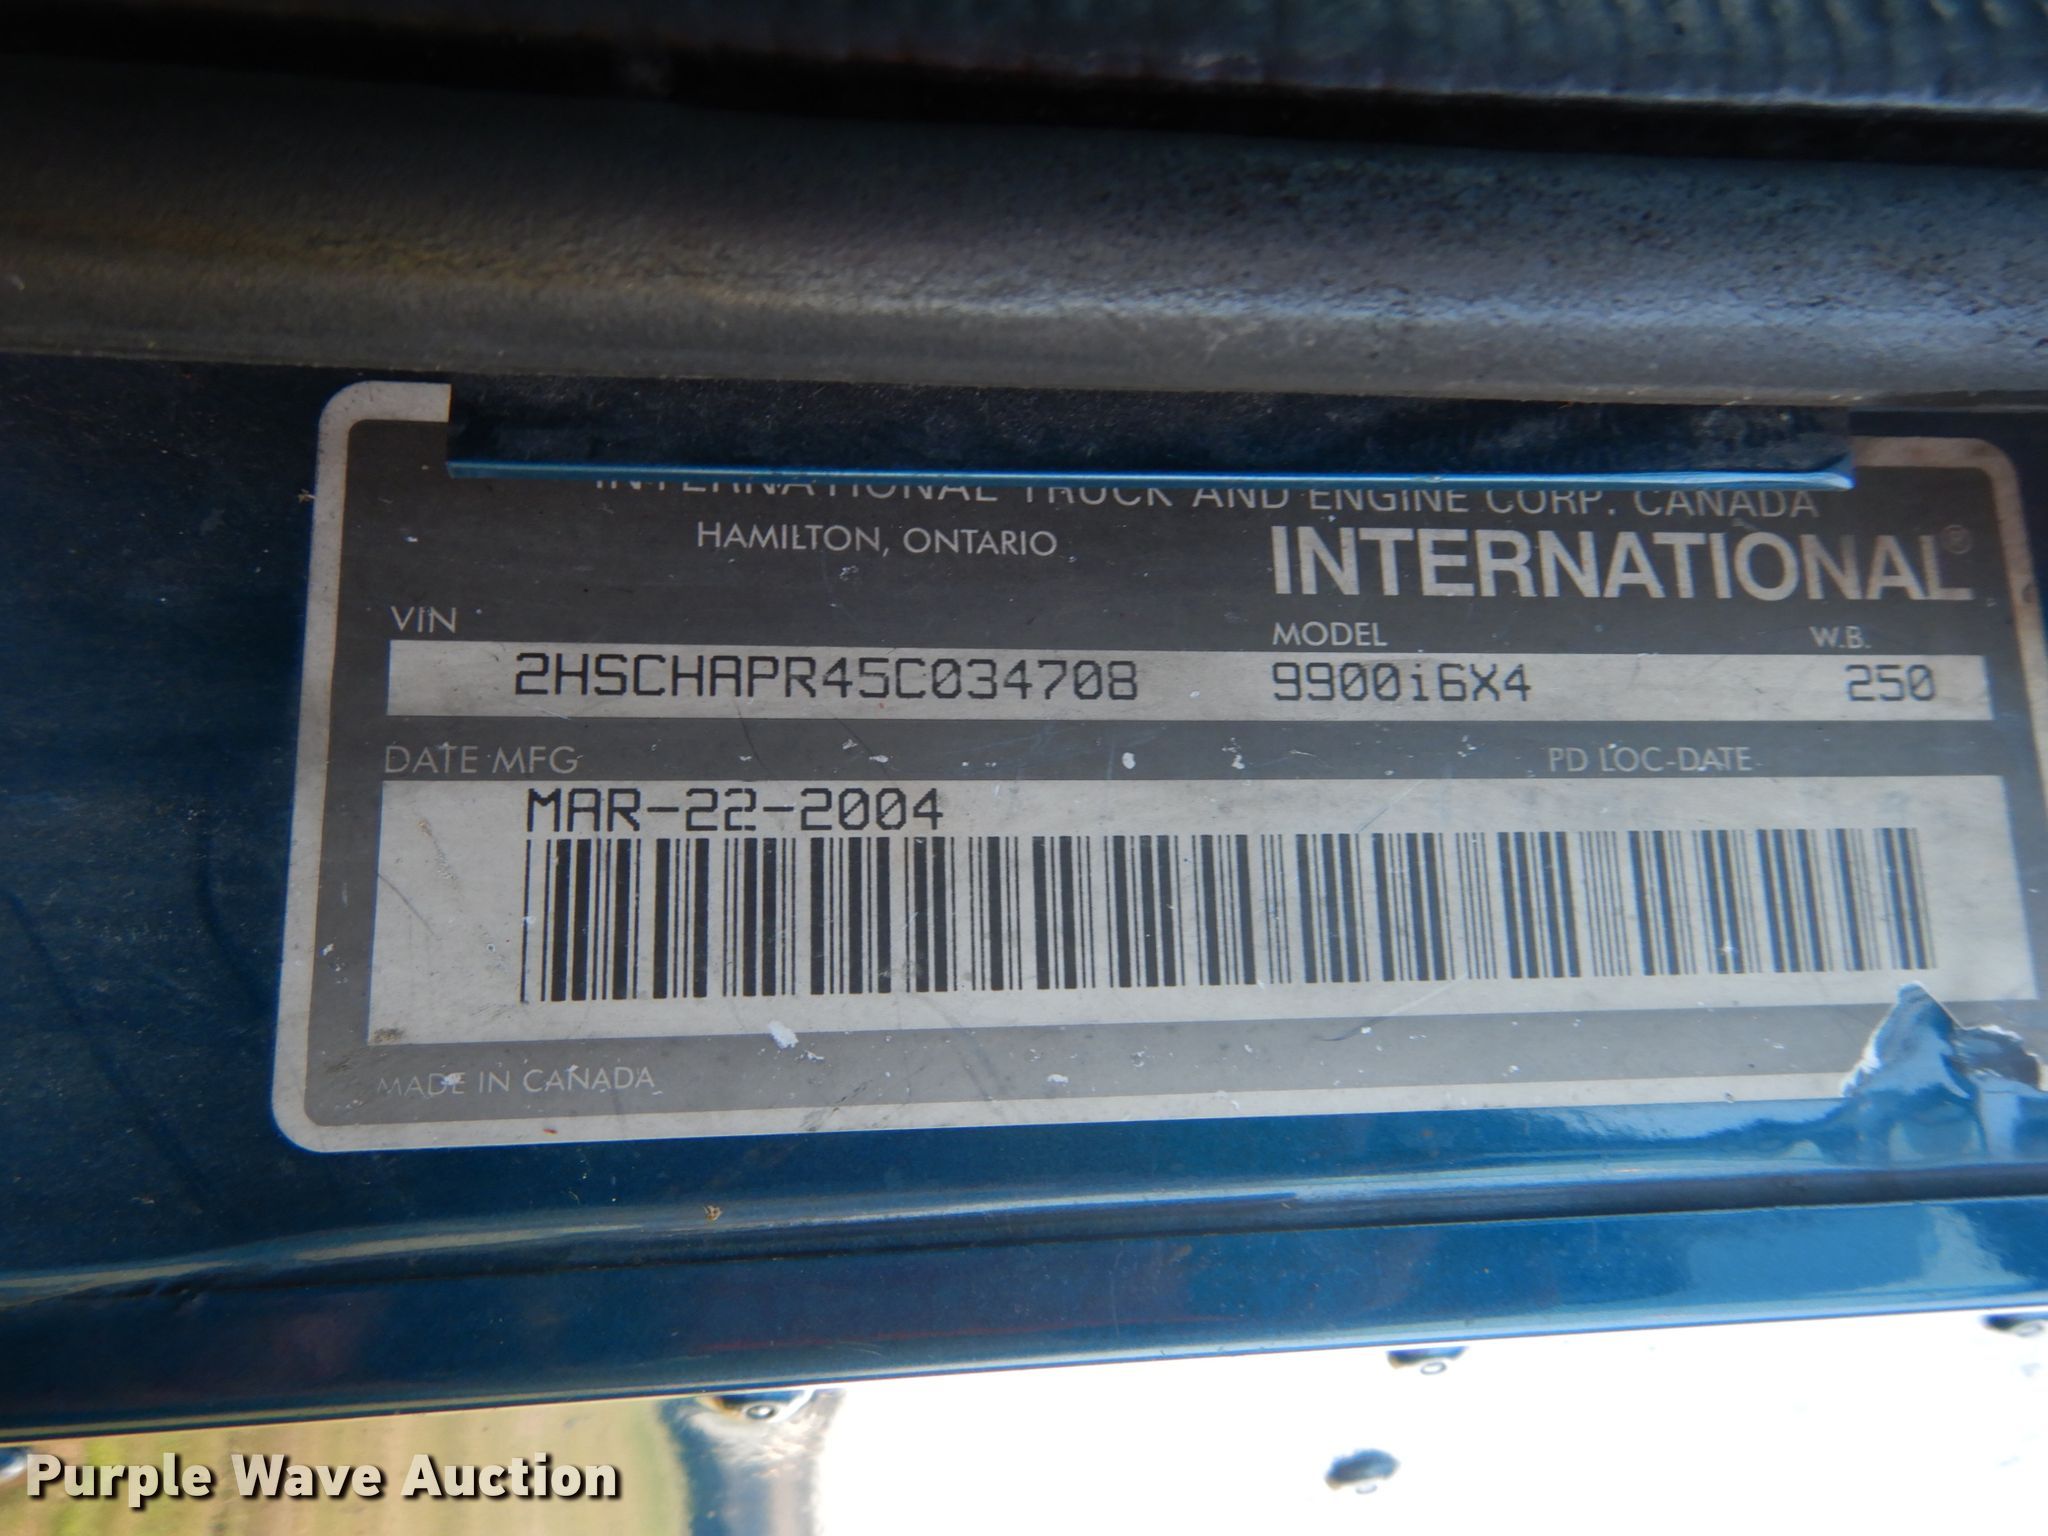 INTERNATIONAL TRUCK AND ENGINE CORP. CANADA
HAMILTON, ONTARIO
INTERNATIONAL®
VIN MODEL W.B.
2HSCHAPR45C034708 9900i6X4 250
DATE MFG PD LOC-DATE
MAR-22-2004
MADE IN CANADA
Purple Wave Auction